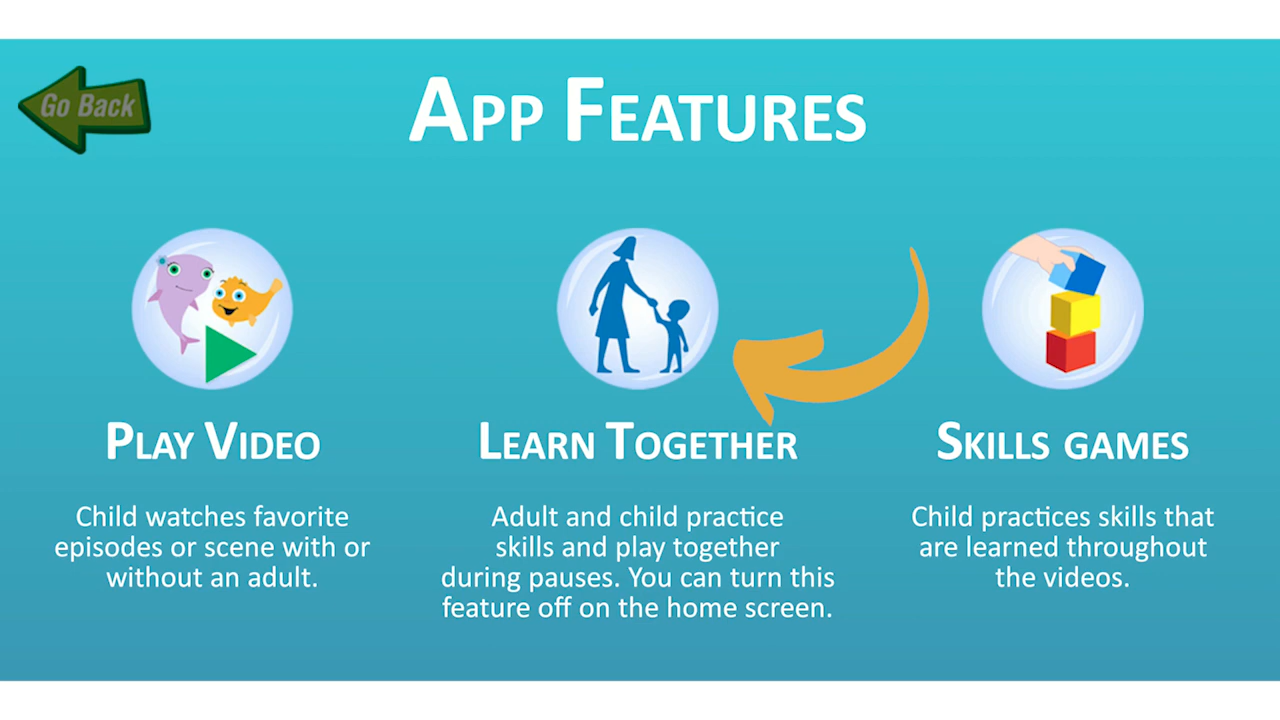 Go Back
APP FEATURES
PLAY VIDEO
Child watches favorite
episodes or scene with or
without an adult.
LEARN TOGETHER
Adult and child practice
skills and play together
during pauses. You can turn this
feature off on the home screen.
SKILLS GAMES
Child practices skills that
are learned throughout
the videos.